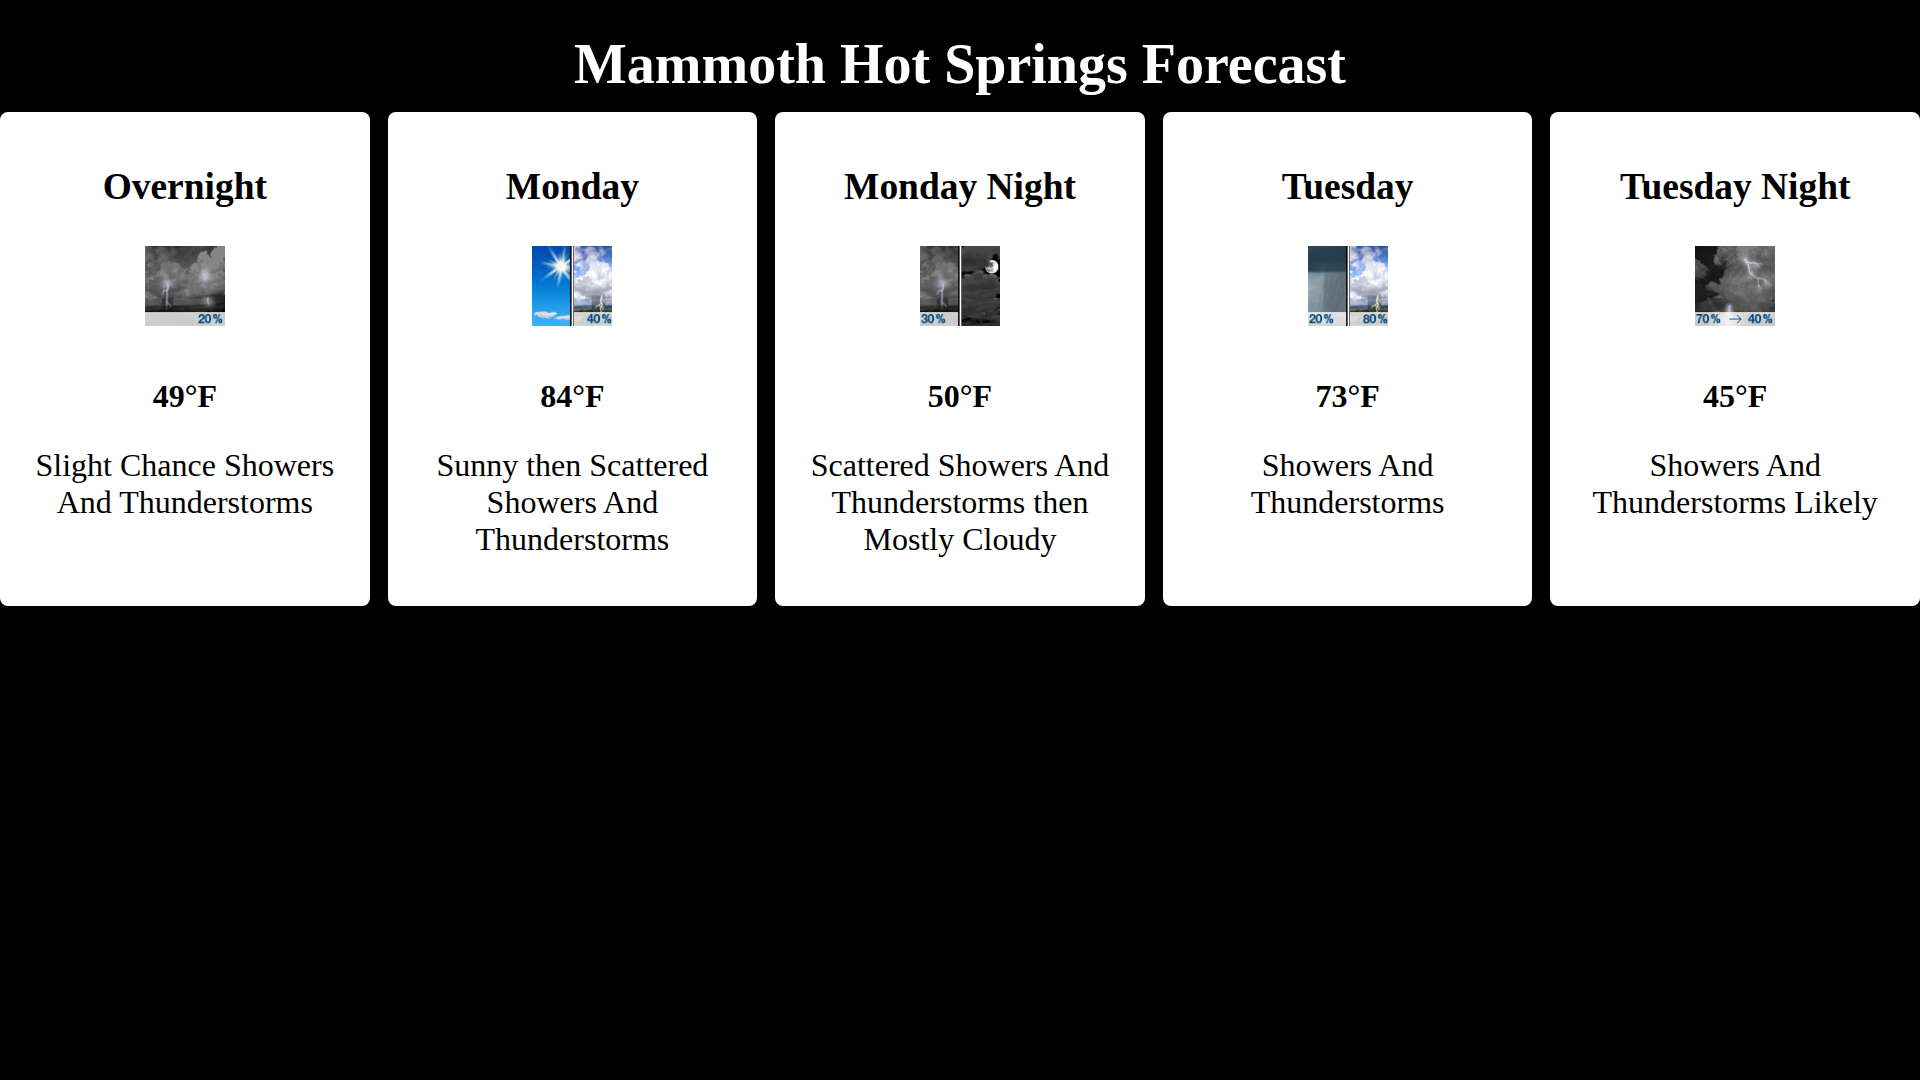 Mammoth Hot Springs Forecast
Overnight
20%
49°F
Slight Chance Showers
And Thunderstorms
Monday
40%
84°F
Sunny then Scattered
Showers And
Thunderstorms
Monday Night
30%
50°F
Scattered Showers And
Thunderstorms then
Mostly Cloudy
Tuesday
20% 80%
73°F
Showers And
Thunderstorms
Tuesday Night
70% → 40%
45°F
Showers And
Thunderstorms Likely